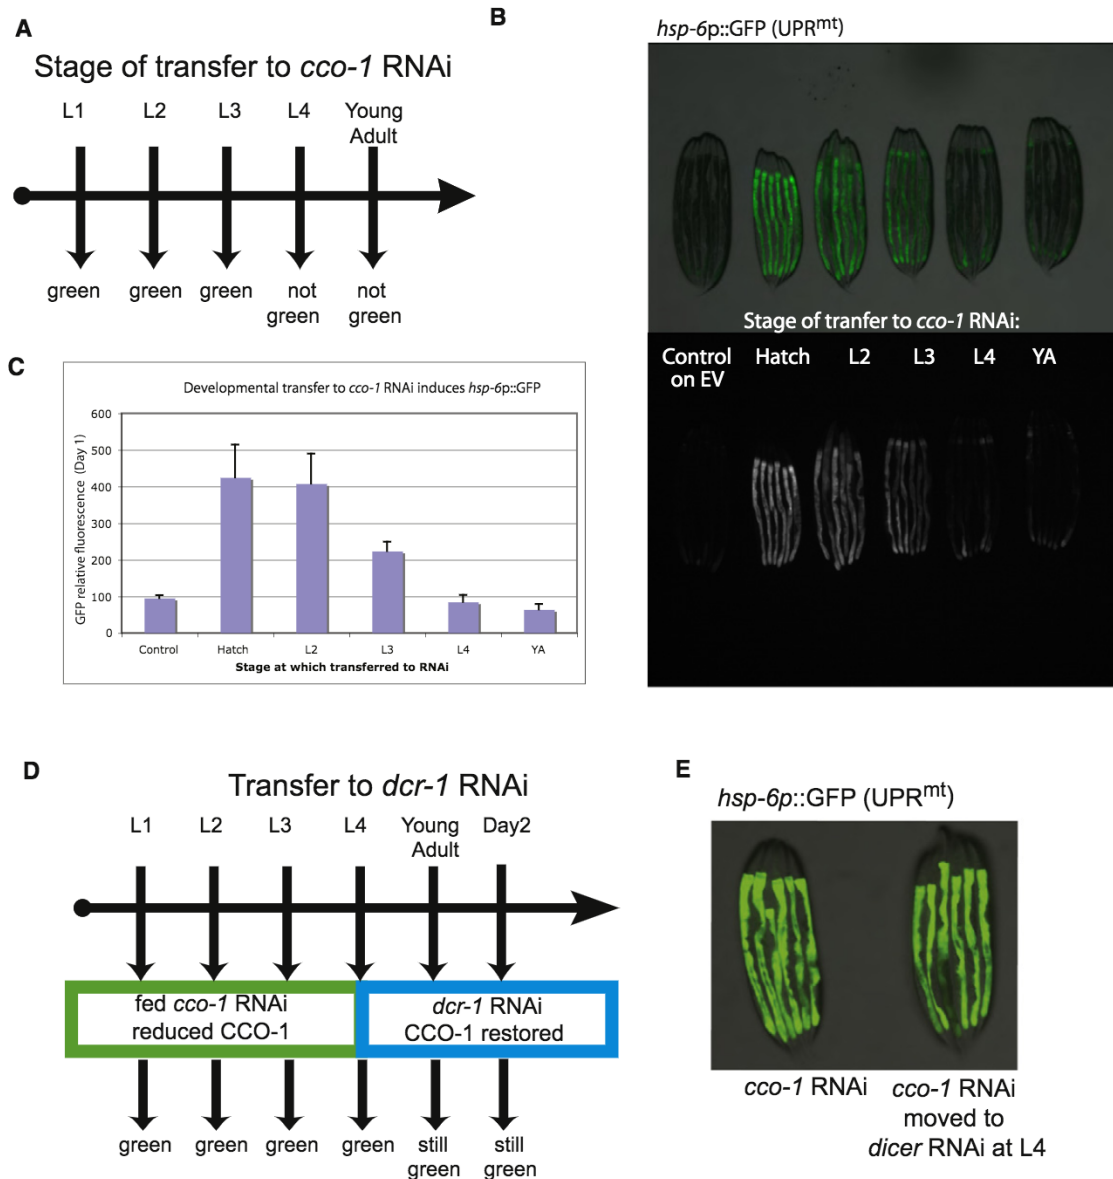 A
Stage of transfer to cco-1 RNAi
L1 L2 L3 L4 Young
Adult
green green green not not
green green
B
hsp-6p::GFP (UPRmt)
Stage of tranfer to cco-1 RNAi:
Control Hatch L2 L3 L4 YA
on EV
C
Developmental transfer to cco-1 RNAi induces hsp-6p::GFP
GFP relative fluorescence (Day 1)
600
500
400
300
200
100
0
Control Hatch L2 L3 L4 YA
Stage at which transferred to RNAi
D
Transfer to dcr-1 RNAi
L1 L2 L3 L4 Young Day2
Adult
fed cco-1 RNAi dcr-1 RNAi
reduced CCO-1 CCO-1 restored
green green green green still still
green green
E
hsp-6p::GFP (UPRmt)
cco-1 RNAi cco-1 RNAi
moved to
dicer RNAi at L4